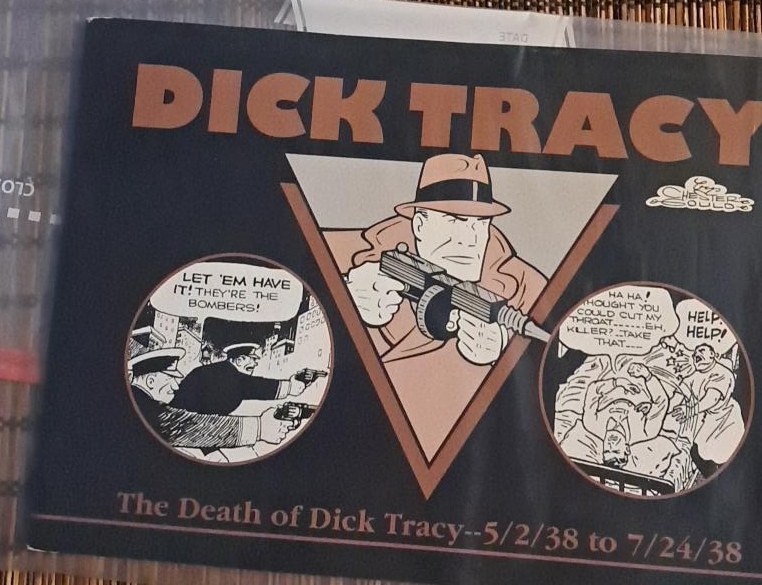 DATE
DICK TRACY
CHESTER
GOULD
LET 'EM HAVE
IT! THEY'RE THE
BOMBERS!
HA HA!
THOUGHT YOU
COULD CUT MY
THROAT------EH,
KILLER?..TAKE
THAT---
HELP,
HELP!
The Death of Dick Tracy--5/2/38 to 7/24/38